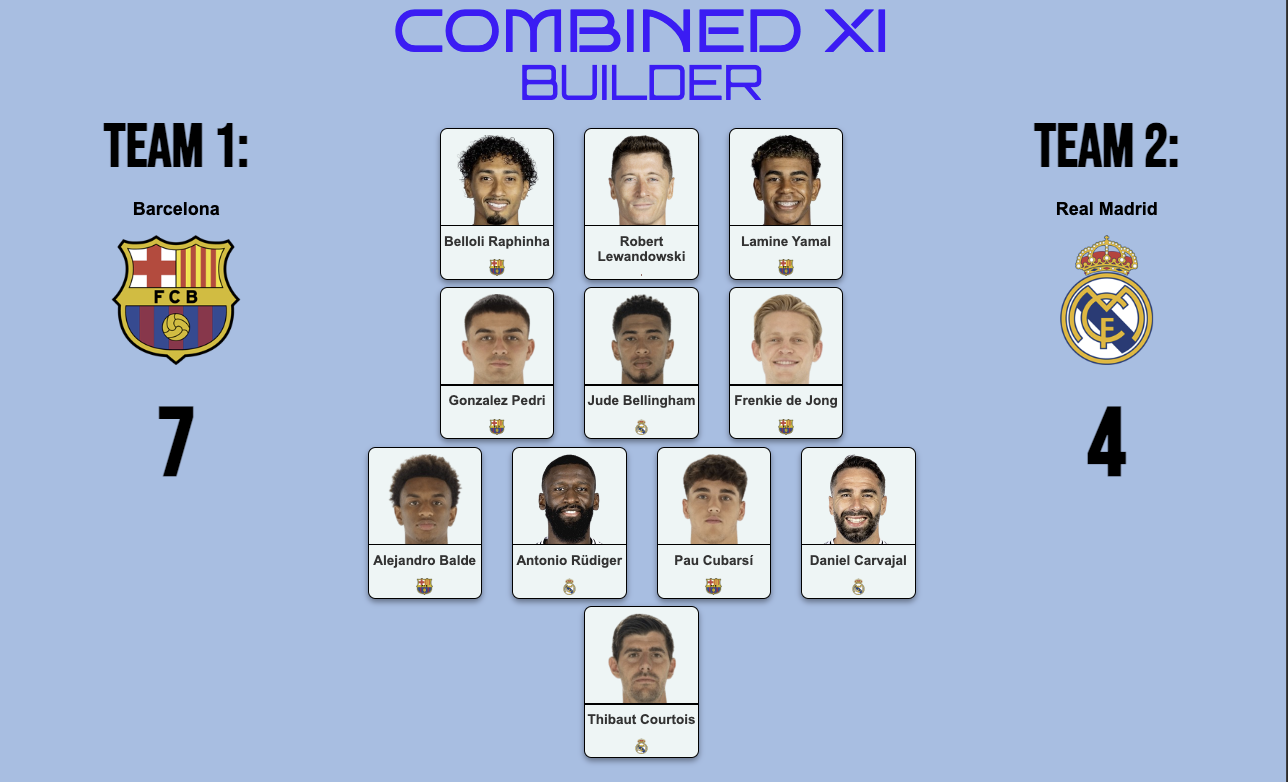 COMBINED XI
BUILDER
TEAM 1:
TEAM 2:
Barcelona
Real Madrid
FCB
7
4
Belloli Raphinha
Robert
Lewandowski
Lamine Yamal
Gonzalez Pedri
Jude Bellingham
Frenkie de Jong
Alejandro Balde
Antonio Rüdiger
Pau Cubarsí
Daniel Carvajal
Thibaut Courtois